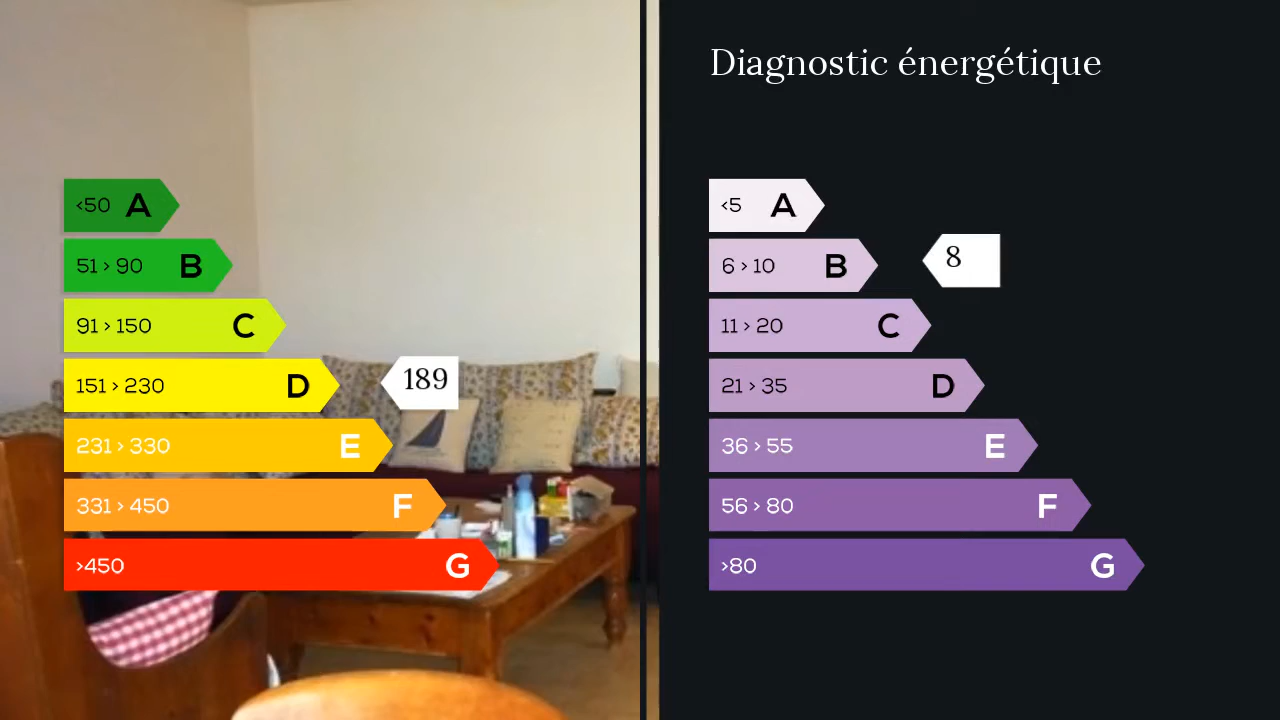 Diagnostic énergétique
<50 A
51 > 90 B
91 > 150 C
151 > 230 D
189
231 > 330 E
331 > 450 F
>450 G
<5 A
6 > 10 B
8
11 > 20 C
21 > 35 D
36 > 55 E
56 > 80 F
>80 G